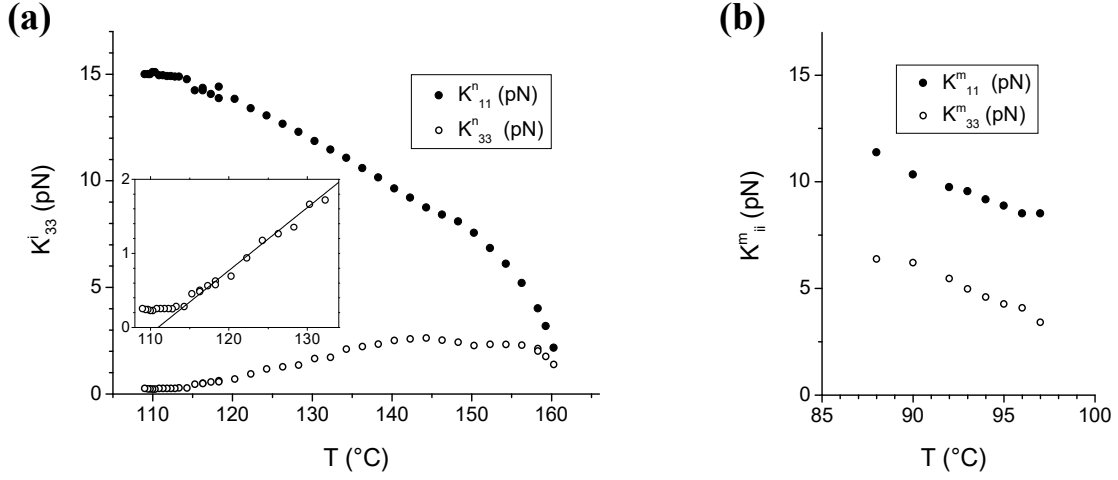 (a)
15
10
5
0
K^i_33 (pN)
K^n_11 (pN)
K^n_33 (pN)
2
1
0
110 120 130
110 120 130 140 150 160
T (°C)
(b)
15
10
5
0
K^m_ii (pN)
K^m_11 (pN)
K^m_33 (pN)
85 90 95 100
T (°C)